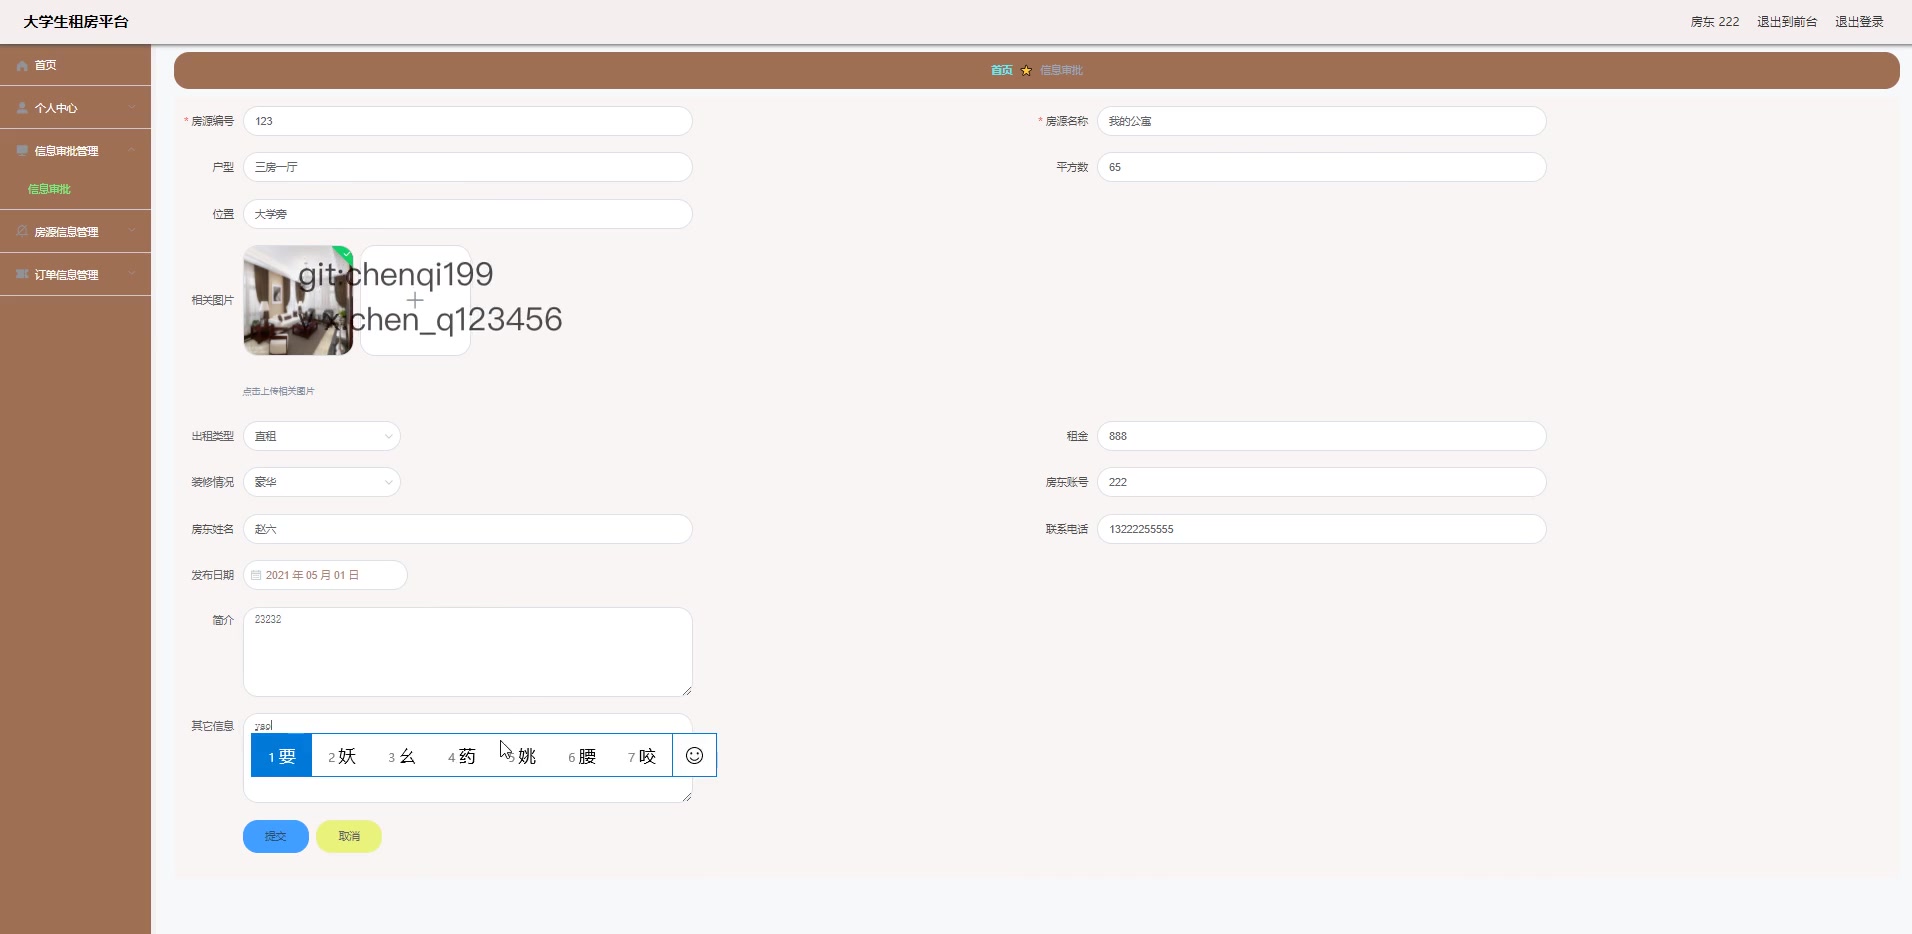 大学生租房平台
房东 222 退出到前台 退出登录
首页
个人中心
信息审批管理
信息审批
房源信息管理
订单信息管理
首页 信息审批
* 房源编号 123
* 房源名称 我的公寓
户型 三房一厅
平方数 65
位置 大学旁
相关图片
git:chenqi199
x:chen_q123456
点击上传相关图片
出租类型 直租
租金 888
装修情况 豪华
房东账号 222
房东姓名 赵六
联系电话 13222255555
发布日期 2021 年 05 月 01 日
简介 23232
其它信息 yao
1 要 2 妖 3 幺 4 药 5 姚 6 腰 7 咬
提交 取消